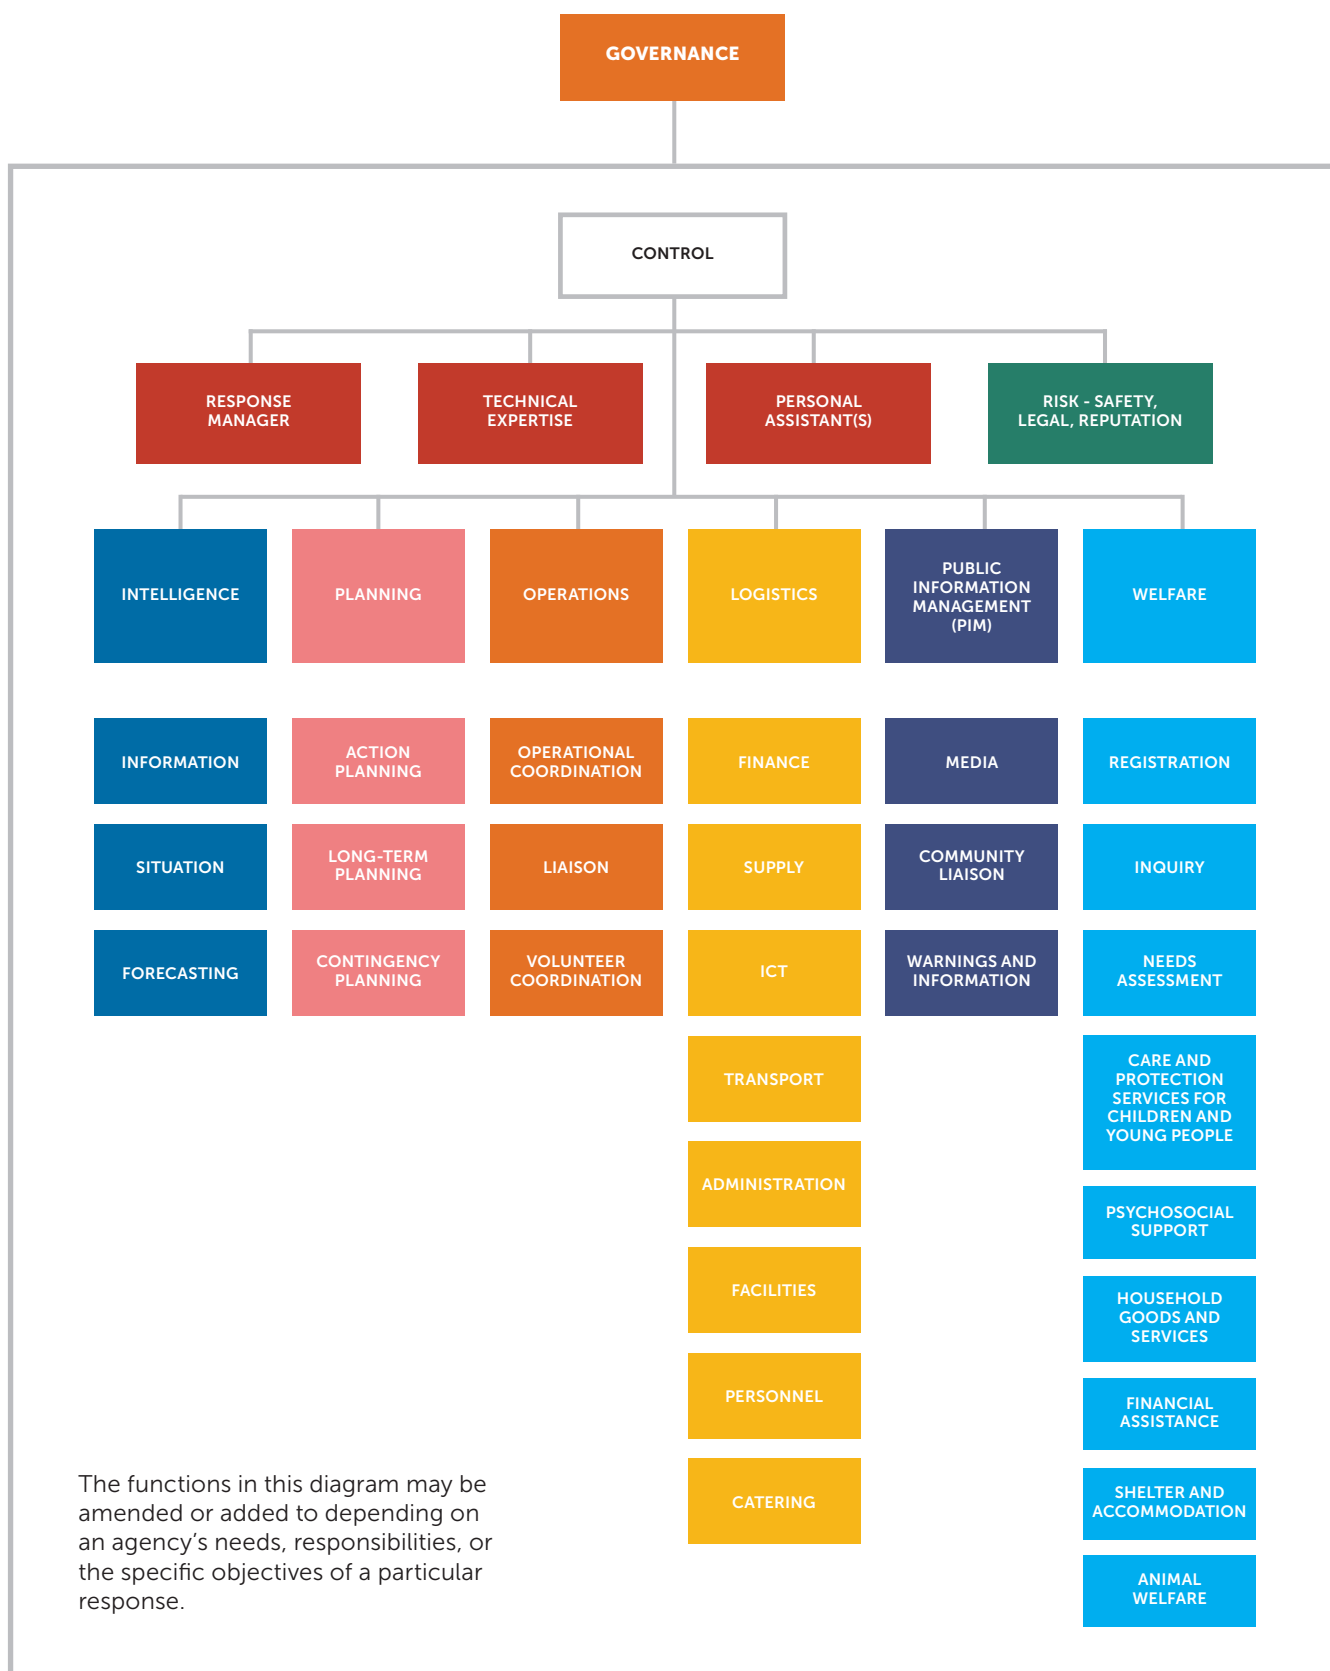 GOVERNANCE
CONTROL
RESPONSE
MANAGER
TECHNICAL
EXPERTISE
PERSONAL
ASSISTANT(S)
RISK - SAFETY,
LEGAL, REPUTATION
INTELLIGENCE
PLANNING
OPERATIONS
LOGISTICS
PUBLIC
INFORMATION
MANAGEMENT
(PIM)
WELFARE
INFORMATION
ACTION
PLANNING
OPERATIONAL
COORDINATION
FINANCE
MEDIA
REGISTRATION
SITUATION
LONG-TERM
PLANNING
LIAISON
SUPPLY
COMMUNITY
LIAISON
INQUIRY
FORECASTING
CONTINGENCY
PLANNING
VOLUNTEER
COORDINATION
ICT
WARNINGS AND
INFORMATION
NEEDS
ASSESSMENT
TRANSPORT
CARE AND
PROTECTION
SERVICES FOR
CHILDREN AND
YOUNG PEOPLE
ADMINISTRATION
PSYCHOSOCIAL
SUPPORT
FACILITIES
HOUSEHOLD
GOODS AND
SERVICES
PERSONNEL
FINANCIAL
ASSISTANCE
CATERING
SHELTER AND
ACCOMMODATION
ANIMAL
WELFARE
The functions in this diagram may be
amended or added to depending on
an agency's needs, responsibilities, or
the specific objectives of a particular
response.